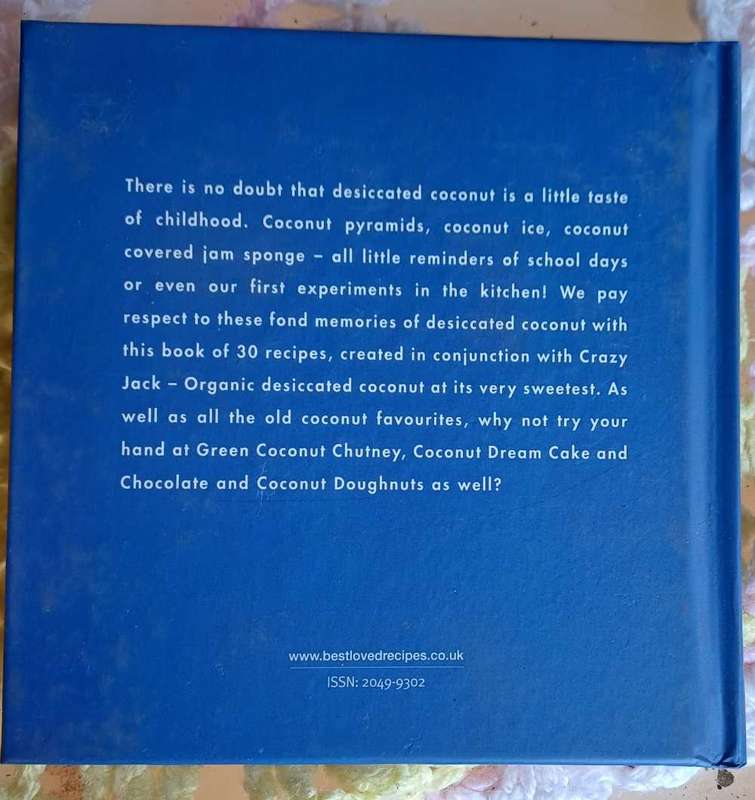 There is no doubt that desiccated coconut is a little taste
of childhood. Coconut pyramids, coconut ice, coconut
covered jam sponge – all little reminders of school days
or even our first experiments in the kitchen! We pay
respect to these fond memories of desiccated coconut with
this book of 30 recipes, created in conjunction with Crazy
Jack – Organic desiccated coconut at its very sweetest. As
well as all the old coconut favourites, why not try your
hand at Green Coconut Chutney, Coconut Dream Cake and
Chocolate and Coconut Doughnuts as well?
www.bestlovedrecipes.co.uk
ISSN: 2049-9302